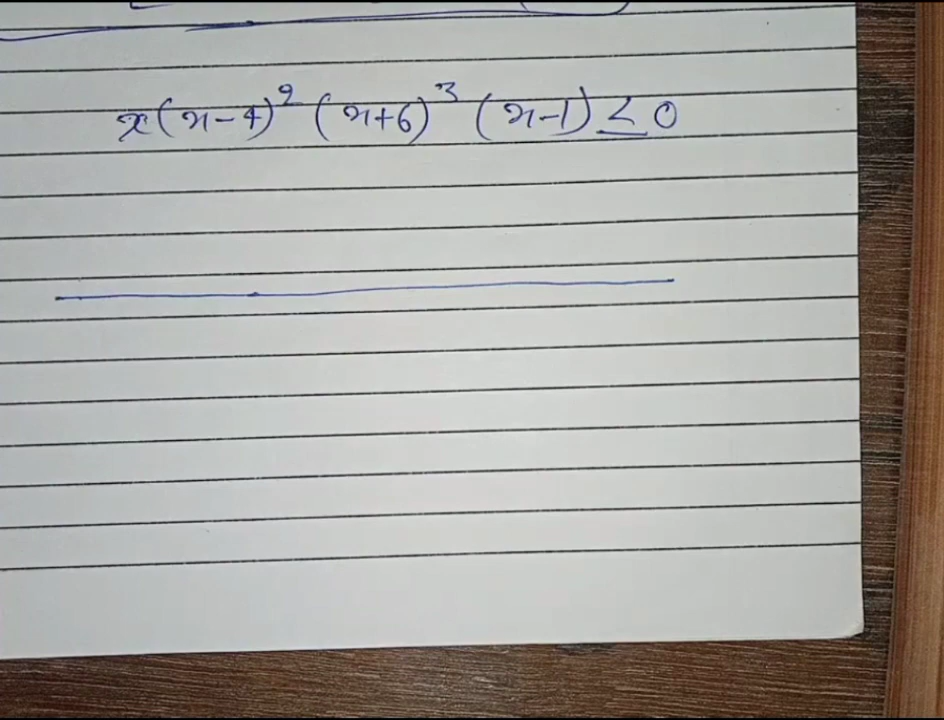 x(x-4)² (x+6)³ (x-1) ≤ 0